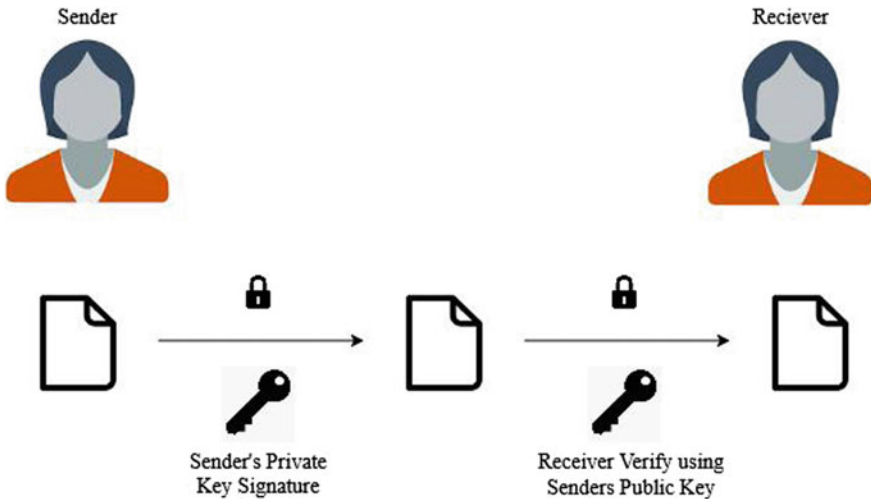 Sender
Reciever
Sender's Private
Key Signature
Receiver Verify using
Senders Public Key